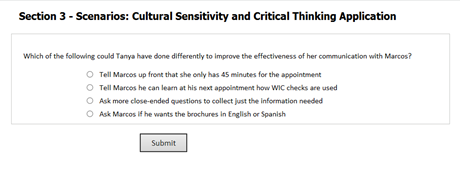 Section 3 - Scenarios: Cultural Sensitivity and Critical Thinking Application
Which of the following could Tanya have done differently to improve the effectiveness of her communication with Marcos?
Tell Marcos up front that she only has 45 minutes for the appointment
Tell Marcos he can learn at his next appointment how WIC checks are used
Ask more close-ended questions to collect just the information needed
Ask Marcos if he wants the brochures in English or Spanish
Submit